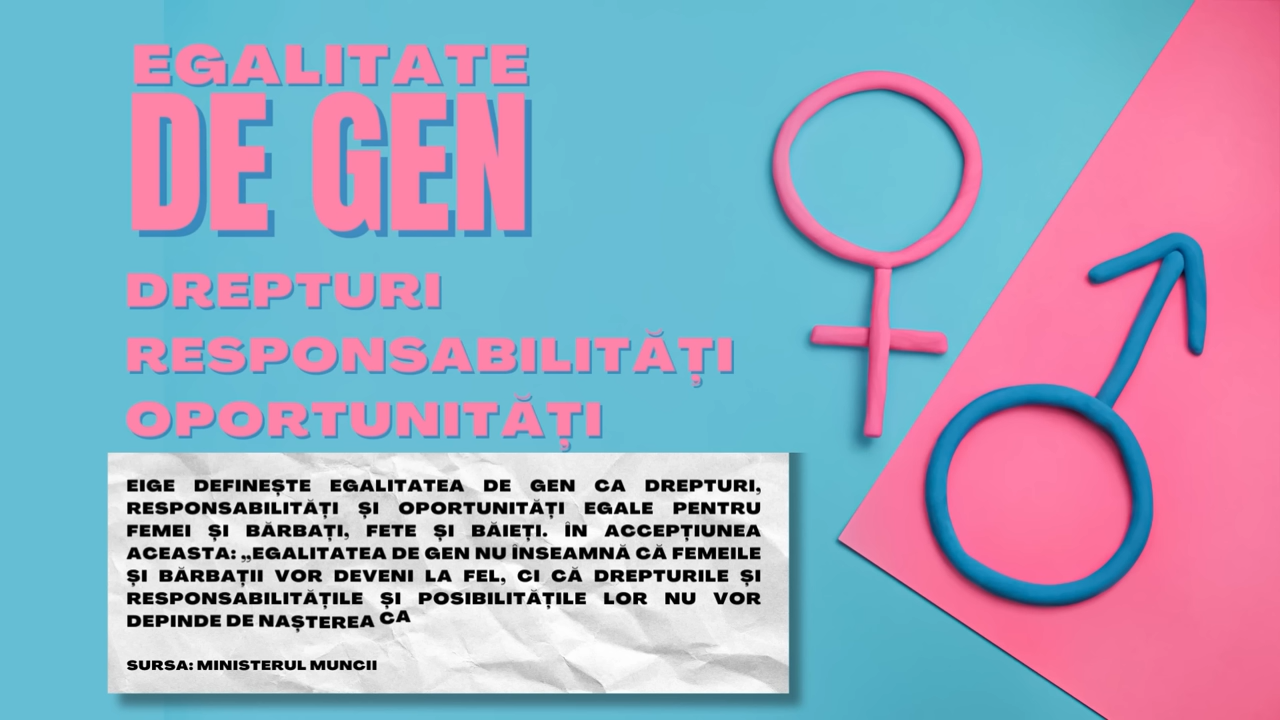 EGALITATE
DE GEN
DREPTURI
RESPONSABILITĂȚI
OPORTUNITĂȚI
EIGE DEFINEȘTE EGALITATEA DE GEN CA DREPTURI,
RESPONSABILITĂȚI ȘI OPORTUNITĂȚI EGALE PENTRU
FEMEI ȘI BĂRBAȚI, FETE ȘI BĂIEȚI. ÎN ACCEPȚIUNEA
ACEASTA: „EGALITATEA DE GEN NU ÎNSEAMNĂ CĂ FEMEILE
ȘI BĂRBAȚII VOR DEVENI LA FEL, CI CĂ DREPTURILE ȘI
RESPONSABILITĂȚILE ȘI POSIBILITĂȚILE LOR NU VOR
DEPINDE DE NAȘTEREA CA
SURSA: MINISTERUL MUNCII